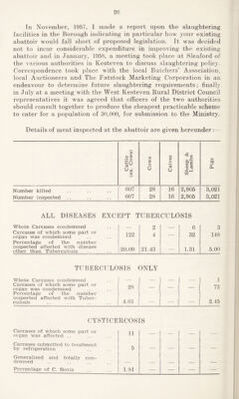 20
In November, 1957, I made a report upon the slaughtering
facilities in the Borough indicating in particular how your existing
abattoir would fall short of proposed legislation. It was decided
not to incur considerable expenditure in improving the existing
abattoir and in January, 1958, a meeting took place at Sleaford of
the various authorities in Kesteven to discuss slaughtering policy.
Correspondence took place with the local Butchers' Association,
local Auctioneers and The Fatstock Marketing Corporation in an
endeavour to determine future slaughtering requirements; finally
in July at a meeting with the West Kesteven Rural District Council
representatives it was agreed that officers of the two authorities
should consult together to produce the cheapest practicable scheme
to cater for a population of 30,000, for submission to the Ministry.
Details of meat inspected at the abattoir are given hereunder :—
Cattle (ex. Cows) Cows Calves Sheep & Lambs Pigs
Number killed 607 28 16 2,905 3,021
Number inspected 607 28 16 2,905 3,021
ALL DISEASES EXCEPT TUBERCULOSIS
Whole Carcases condemned — 2 — 6 3
Carcases of which some part or
organ was condemned 122 4 — 32 148
Percentage of the number
inspected affected with disease
other than Tuberculosis 20.09 21.43 — 1.31 5.00
TUBERCULOSIS ONLY
Whole Carcases condemned — — — — 1
Carcases of which some part or
organ was condemned 28 — — — 73
Percentage of the number
inspected affected with Tuber-
culosis 4.61 — — — 2.45
CYSTICERCOSIS
Carcases of which some part or
organ was affected 11 — — — —
Carcases submitted to treatment
by refrigeration 5 — — — —
Generalised and totally con-
demned — — — — —
Percentage of C. Bovis 1.81 — — — —